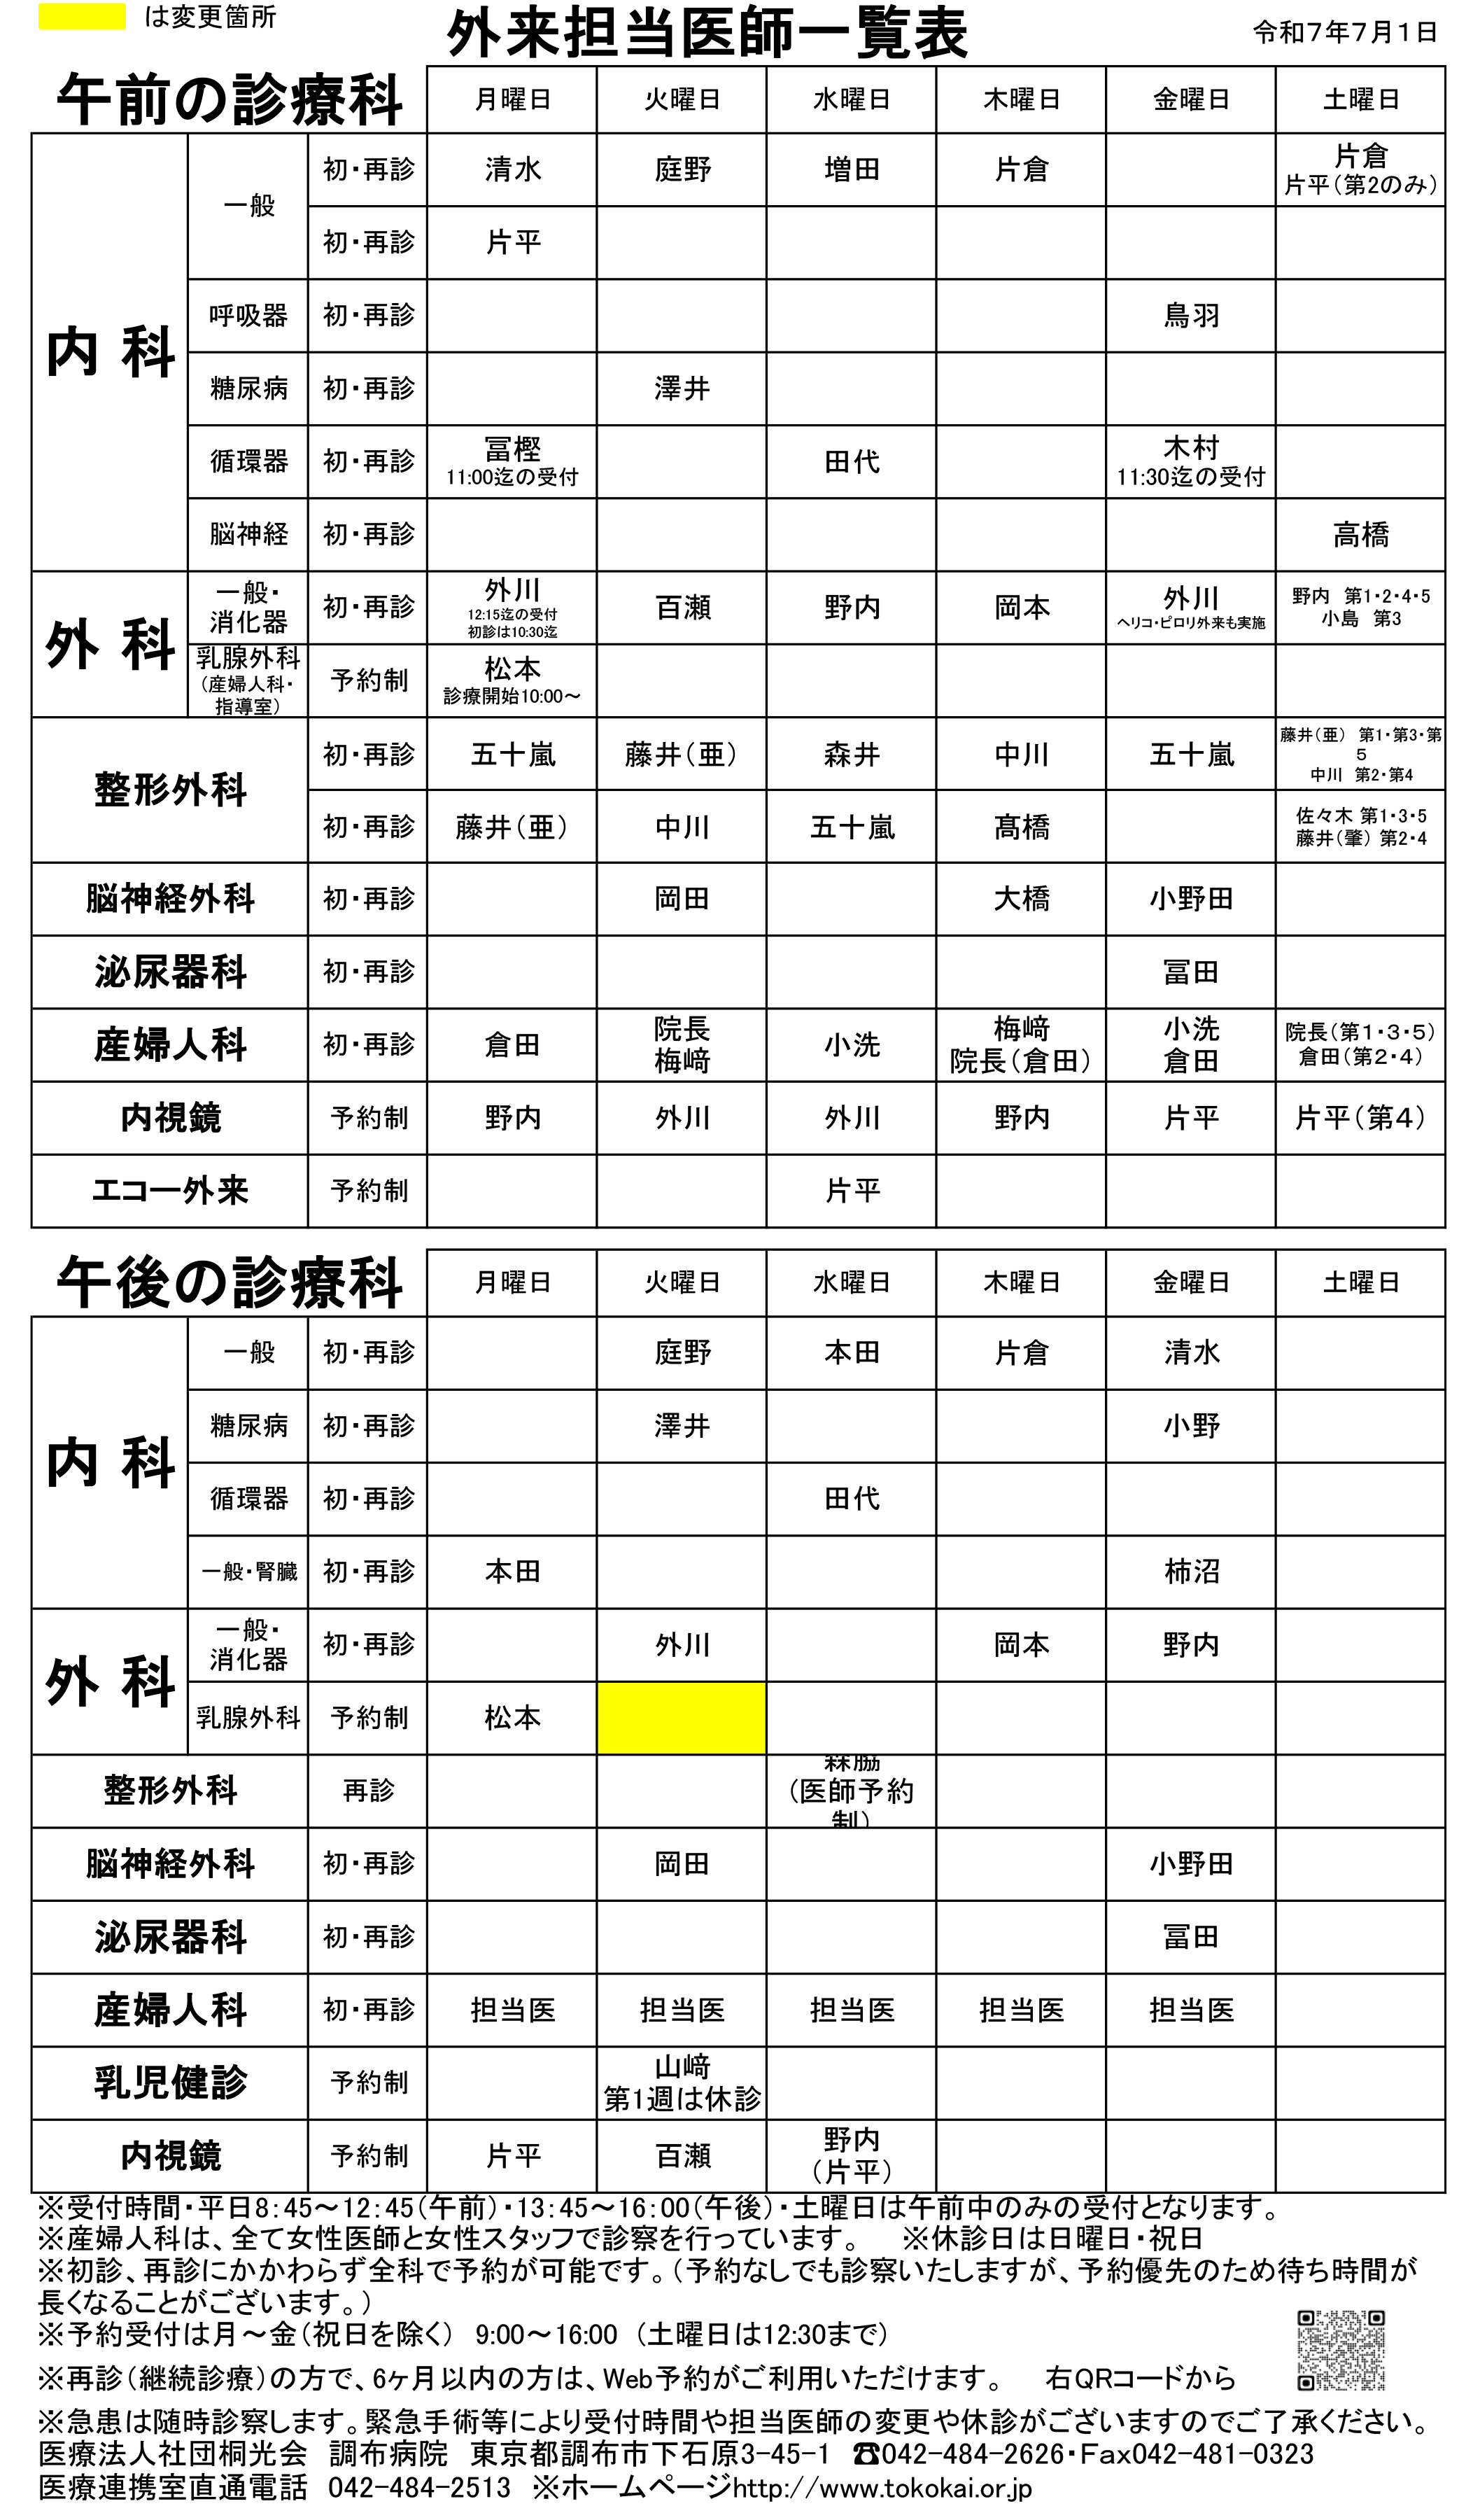 は変更箇所
外来担当医師一覧表
令和7年7月1日
午前の診療科 月曜日 火曜日 水曜日 木曜日 金曜日 土曜日
内 科
一般 初・再診 清水 庭野 増田 片倉 片倉
片平(第2のみ)
初・再診 片平
呼吸器 初・再診 鳥羽
糖尿病 初・再診 澤井
循環器 初・再診 冨樫 田代 木村
11:00迄の受付 11:30迄の受付
脳神経 初・再診 高橋
外 科
一般・
消化器 初・再診 外川 百瀬 野内 岡本 外川 野内 第1・2・4・5
12:15迄の受付 ヘリコ・ピロリ外来も実施 小島 第3
初診は10:30迄
乳腺外科
(産婦人科・
指導室) 予約制 松本
診療開始10:00～
整形外科 初・再診 五十嵐 藤井(亜) 森井 中川 五十嵐 藤井(亜) 第1・第3・第
5
中川 第2・第4
初・再診 藤井(亜) 中川 五十嵐 髙橋 佐々木 第1・3・5
藤井(肇) 第2・4
脳神経外科 初・再診 岡田 大橋 小野田
泌尿器科 初・再診 冨田
産婦人科 初・再診 倉田 院長 小洗 梅﨑 小洗 院長(第1・3・5)
梅﨑 院長(倉田) 倉田 倉田(第2・4)
内視鏡 予約制 野内 外川 外川 野内 片平 片平(第4)
エコー外来 予約制 片平
午後の診療科 月曜日 火曜日 水曜日 木曜日 金曜日 土曜日
内 科
一般 初・再診 庭野 本田 片倉 清水
糖尿病 初・再診 澤井 小野
循環器 初・再診 田代
一般・腎臓 初・再診 本田 柿沼
外 科
一般・
消化器 初・再診 外川 岡本 野内
乳腺外科 予約制 松本
整形外科 再診 森脇
(医師予約
制)
脳神経外科 初・再診 岡田 小野田
泌尿器科 初・再診 冨田
産婦人科 初・再診 担当医 担当医 担当医 担当医 担当医
乳児健診 予約制 山﨑
第1週は休診
内視鏡 予約制 片平 百瀬 野内
(片平)
※受付時間・平日8:45～12:45(午前)・13:45～16:00(午後)・土曜日は午前中のみの受付となります。
※産婦人科は、全て女性医師と女性スタッフで診察を行っています。 ※休診日は日曜日・祝日
※初診、再診にかかわらず全科で予約が可能です。(予約なしでも診察いたしますが、予約優先のため待ち時間が
長くなることがございます。)
※予約受付は月～金(祝日を除く) 9:00～16:00 (土曜日は12:30まで)
※再診(継続診療)の方で、6ヶ月以内の方は、Web予約がご利用いただけます。 右QRコードから
※急患は随時診察します。緊急手術等により受付時間や担当医師の変更や休診がございますのでご了承ください。
医療法人社団桐光会 調布病院 東京都調布市下石原3-45-1 ☎042-484-2626・Fax042-481-0323
医療連携室直通電話 042-484-2513 ※ホームページhttp://www.tokokai.or.jp